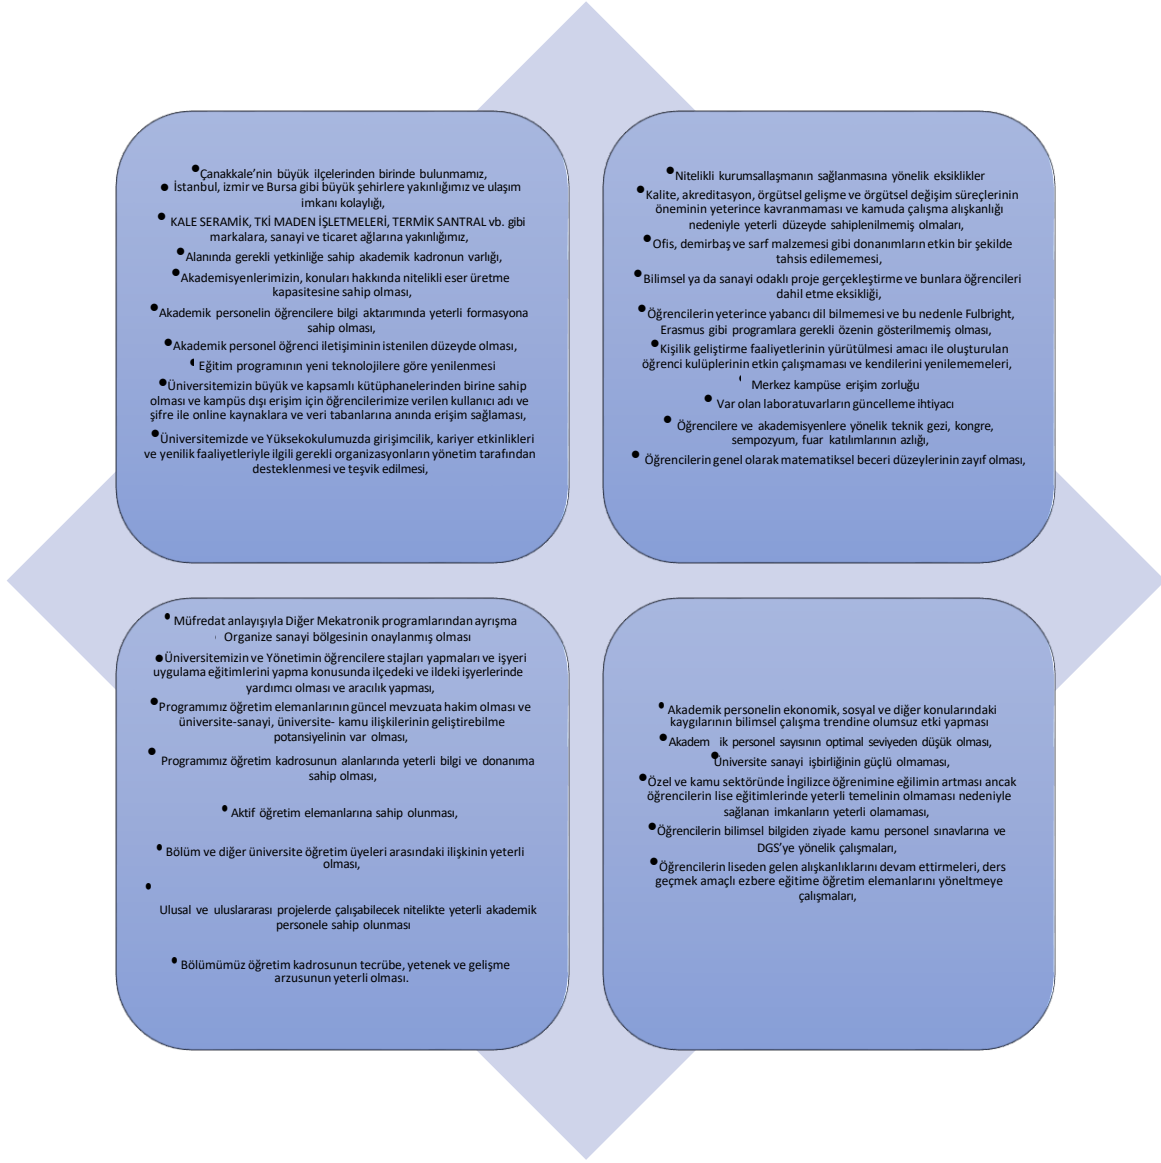 •Çanakkale’nin büyük ilçelerinden birinde bulunmamız,
• İstanbul, izmir ve Bursa gibi büyük şehirlere yakınlığımız ve ulaşım
imkanı kolaylığı,
• KALE SERAMİK, TKİ MADEN İŞLETMELERİ, TERMİK SANTRAL vb. gibi
markalara, sanayi ve ticaret ağlarına yakınlığımız,
•Alanında gerekli yetkinliğe sahip akademik kadronun varlığı,
•Akademisyenlerimizin, konuları hakkında nitelikli eser üretme
kapasitesine sahip olması,
•Akademik personelin öğrencilere bilgi aktarımında yeterli formasyona
sahip olması,
•Akademik personel öğrenci iletişiminin istenilen düzeyde olması,
• Eğitim programının yeni teknolojilere göre yenilenmesi
•Üniversitemizin büyük ve kapsamlı kütüphanelerinden birine sahip
olması ve kampüs dışı erişim için öğrencilerimize verilen kullanıcı adı ve
şifre ile online kaynaklara ve veri tabanlarına anında erişim sağlaması,
•Üniversitemizde ve Yüksekokulumuzda girişimcilik, kariyer etkinlikleri
ve yenilik faaliyetleriyle ilgili gerekli organizasyonların yönetim tarafından
desteklenmesi ve teşvik edilmesi,
•Nitelikli kurumsallaşmanın sağlanmasına yönelik eksiklikler
•Kalite, akreditasyon, örgütsel gelişme ve örgütsel değişim süreçlerinin
öneminin yeterince kavranmaması ve kamuda çalışma alışkanlığı
nedeniyle yeterli düzeyde sahiplenilmemiş olmaları,
•Ofis, demirbaş ve sarf malzemesi gibi donanımların etkin bir şekilde
tahsis edilememesi,
•Bilimsel ya da sanayi odaklı proje gerçekleştirme ve bunlara öğrencileri
dahil etme eksikliği,
•Öğrencilerin yeterince yabancı dil bilmemesi ve bu nedenle Fulbright,
Erasmus gibi programlara gerekli özenin gösterilmemiş olması,
•Kişilik geliştirme faaliyetlerinin yürütülmesi amacı ile oluşturulan
öğrenci kulüplerinin etkin çalışmaması ve kendilerini yenilememeleri,
• Merkez kampüse erişim zorluğu
• Var olan laboratuvarların güncelleme ihtiyacı
• Öğrencilere ve akademisyenlere yönelik teknik gezi, kongre,
sempozyum, fuar katılımlarının azlığı,
• Öğrencilerin genel olarak matematiksel beceri düzeylerinin zayıf olması,
• Müfredat anlayışıyla Diğer Mekatronik programlarından ayrışma
• Organize sanayi bölgesinin onaylanmış olması
•Üniversitemizin ve Yönetimin öğrencilere stajları yapmaları ve işyeri
uygulama eğitimlerini yapma konusunda ilçedeki ve ildeki işyerlerinde
yardımcı olması ve aracılık yapması,
•Programımız öğretim elemanlarının güncel mevzuata hakim olması ve
üniversite-sanayi, üniversite- kamu ilişkilerinin geliştirebilme
potansiyelinin var olması,
• Programımız öğretim kadrosunun alanlarında yeterli bilgi ve donanıma
sahip olması,
• Aktif öğretim elemanlarına sahip olunması,
• Bölüm ve diğer üniversite öğretim üyeleri arasındaki ilişkinin yeterli
olması,
•
Ulusal ve uluslararası projelerde çalışabilecek nitelikte yeterli akademik
personele sahip olunması
• Bölümümüz öğretim kadrosunun tecrübe, yetenek ve gelişme
arzusunun yeterli olması.
• Akademik personelin ekonomik, sosyal ve diğer konularındaki
kaygılarının bilimsel çalışma trendine olumsuz etki yapması
•Akadem ik personel sayısının optimal seviyeden düşük olması,
•Üniversite sanayi işbirliğinin güçlü olmaması,
•Özel ve kamu sektöründe İngilizce öğrenimine eğilimin artması ancak
öğrencilerin lise eğitimlerinde yeterli temelinin olmaması nedeniyle
sağlanan imkanların yeterli olamaması,
•Öğrencilerin bilimsel bilgiden ziyade kamu personel sınavlarına ve
DGS’ye yönelik çalışmaları,
•Öğrencilerin liseden gelen alışkanlıklarını devam ettirmeleri, ders
geçmek amaçlı ezbere eğitime öğretim elemanlarını yöneltmeye
çalışmaları,